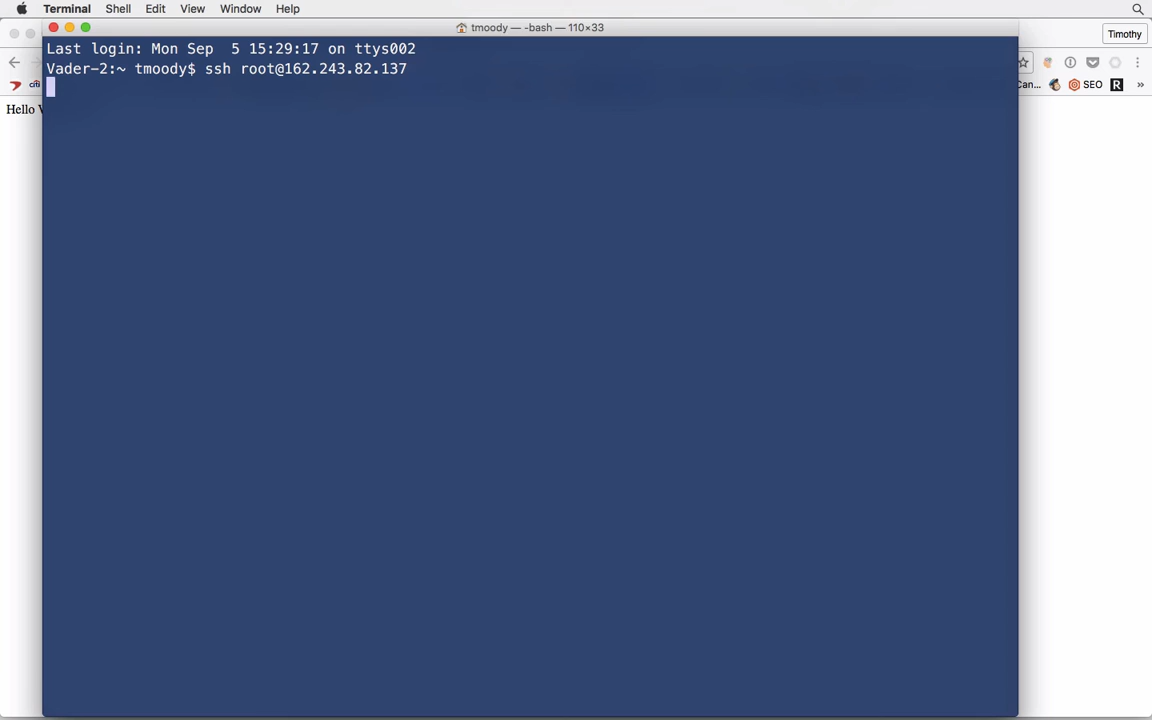 Terminal Shell Edit View Window Help
tmoody — -bash — 110×33
Timothy
Last login: Mon Sep  5 15:29:17 on ttys002
Vader-2:~ tmoody$ ssh root@162.243.82.137
citi
Can... SEO R »
Hello